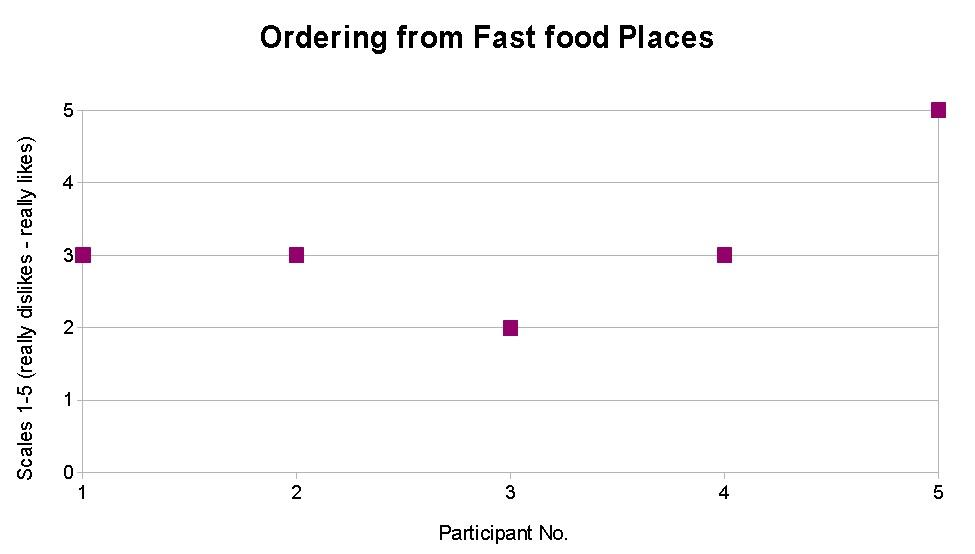 Ordering from Fast food Places
Scales 1-5 (really dislikes - really likes)
5
4
3
2
1
0
1 2 3 4 5
Participant No.